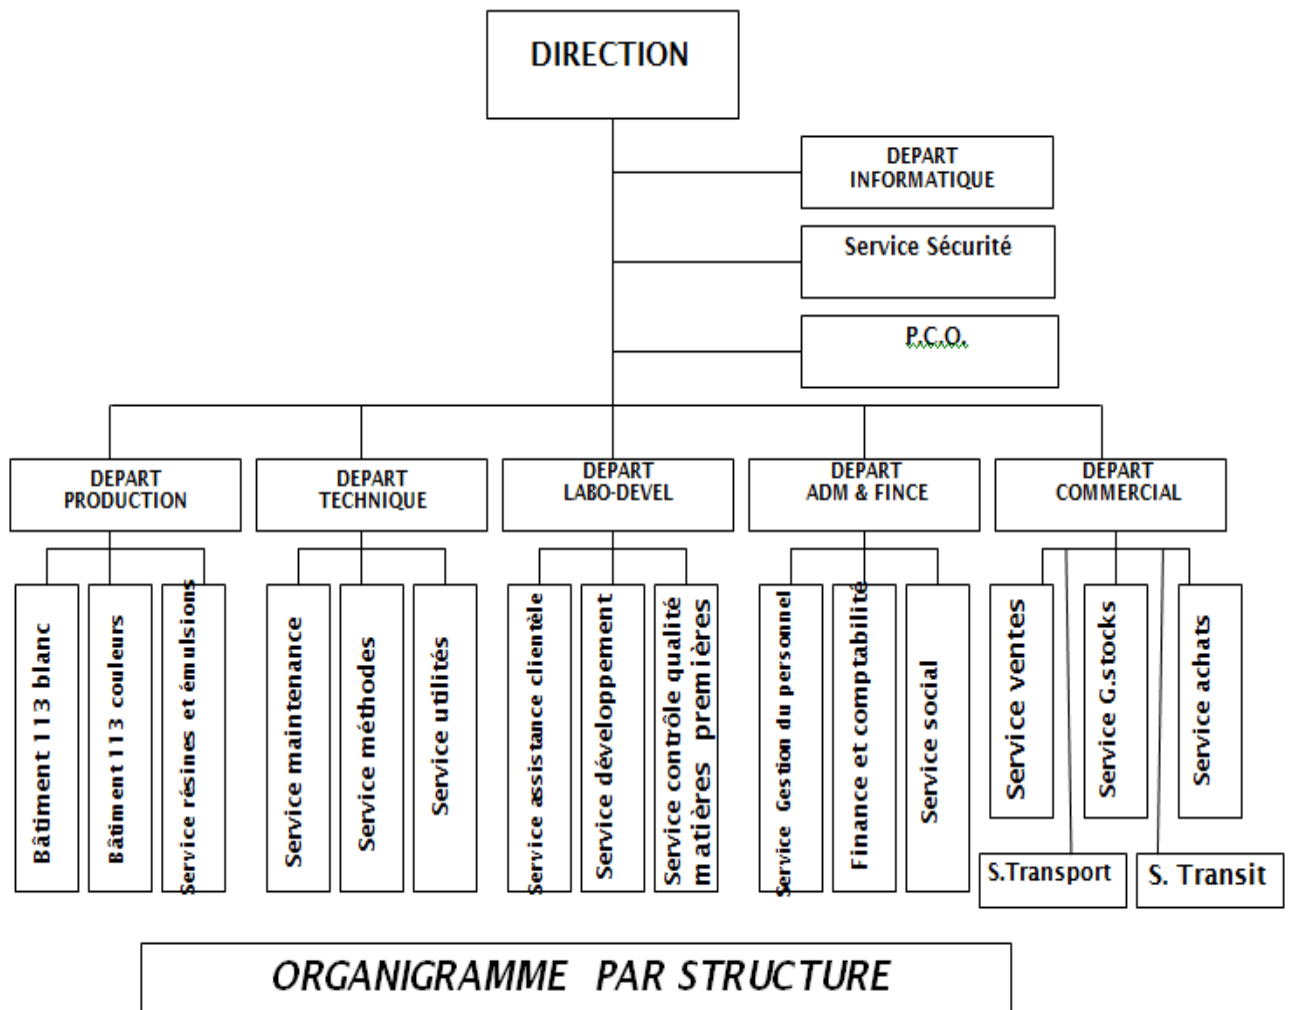 DIRECTION
DEPART
INFORMATIQUE
Service Sécurité
P.C.O.
DEPART
PRODUCTION
DEPART
TECHNIQUE
DEPART
LABO-DEVEL
DEPART
ADM & FINCE
DEPART
COMMERCIAL
Bâtiment 113 blanc
Bâtiment 113 couleurs
Service résines et émulsions
Service maintenance
Service méthodes
Service utilités
Service assistance clientèle
Service développement
Service contrôle qualité
matières premières
Service Gestion du personnel
Finance et comptabilité
Service social
Service ventes
Service G.stocks
Service achats
S.Transport
S. Transit
ORGANIGRAMME PAR STRUCTURE